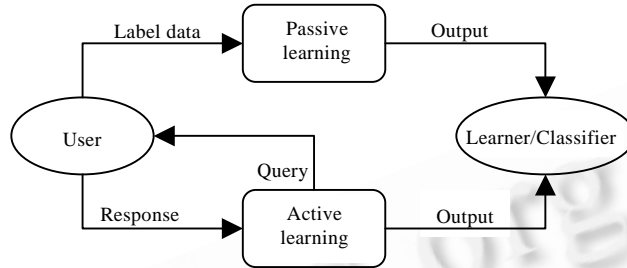 Label data
Passive
learning
Output
User
Learner/Classifier
Query
Response
Active
learning
Output